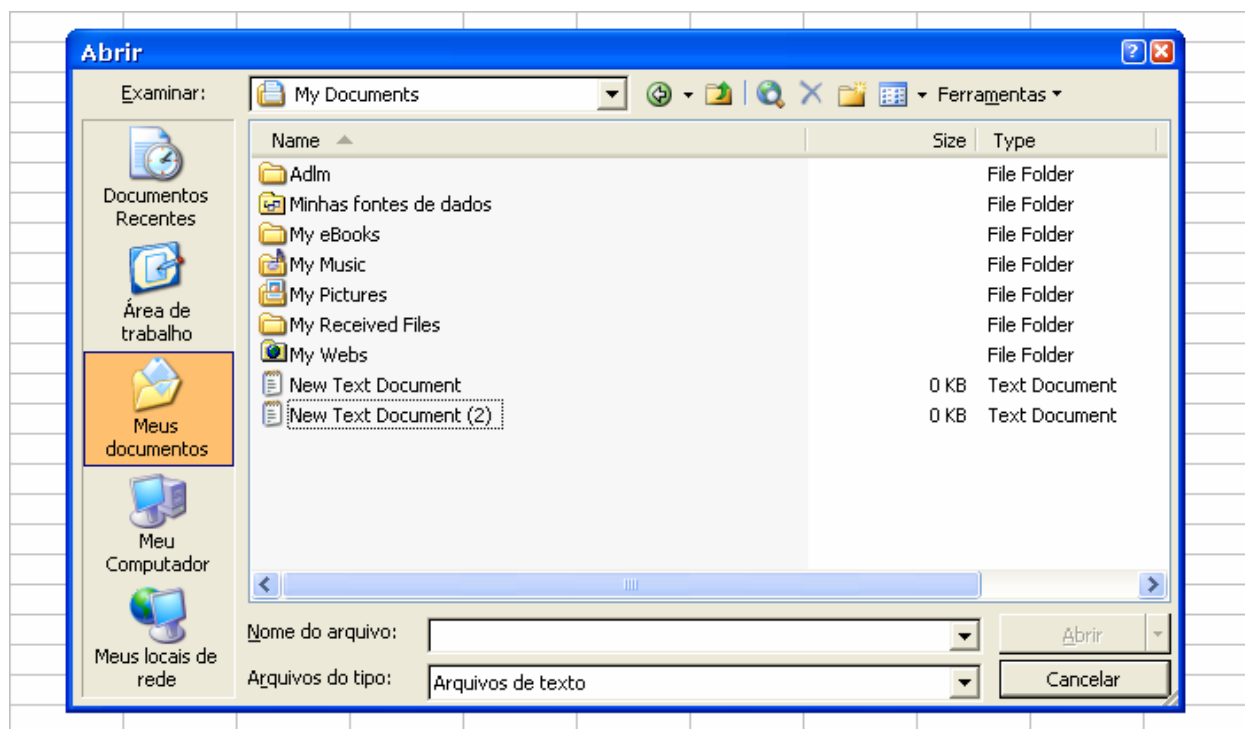 Abrir
Examinar:
My Documents
Ferramentas
Documentos
Recentes
Área de
trabalho
Meus
documentos
Meu
Computador
Meus locais de
rede
Name Size Type
Adlm File Folder
Minhas fontes de dados File Folder
My eBooks File Folder
My Music File Folder
My Pictures File Folder
My Received Files File Folder
My Webs File Folder
New Text Document 0 KB Text Document
New Text Document (2) 0 KB Text Document
Nome do arquivo:
Abrir
Arquivos do tipo: Arquivos de texto
Cancelar